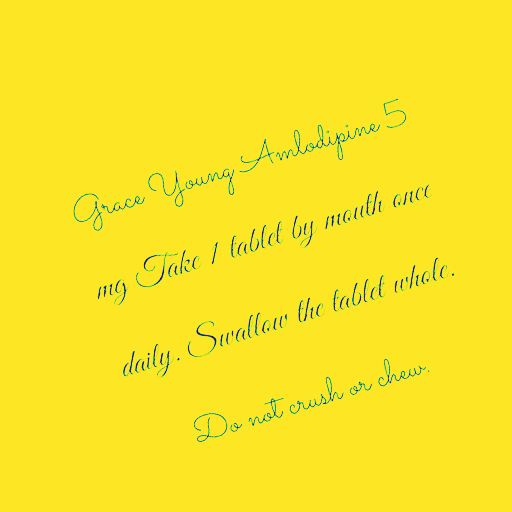 Grace Young Amlodipine 5
mg Take 1 tablet by mouth once
daily. Swallow the tablet whole.
Do not crush or chew.